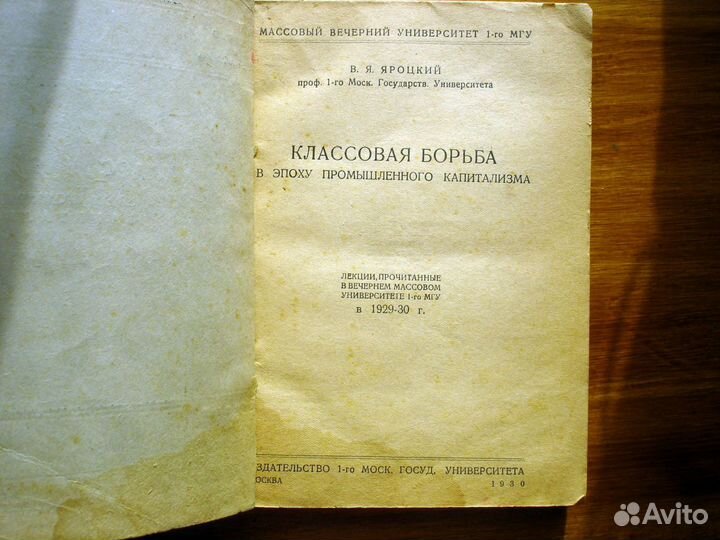 МАССОВЫЙ ВЕЧЕРНИЙ УНИВЕРСИТЕТ 1-го МГУ
В. Я. ЯРОЦКИЙ
проф. 1-го Моск. Государств. Университета
КЛАССОВАЯ БОРЬБА
В ЭПОХУ ПРОМЫШЛЕННОГО КАПИТАЛИЗМА
ЛЕКЦИИ, ПРОЧИТАННЫЕ
В ВЕЧЕРНЕМ МАССОВОМ
УНИВЕРСИТЕТЕ 1-го МГУ
в 1929-30 г.
ЗДАТЕЛЬСТВО 1-го МОСК. ГОСУД. УНИВЕРСИТЕТА
ОСКВА 1930
Avito